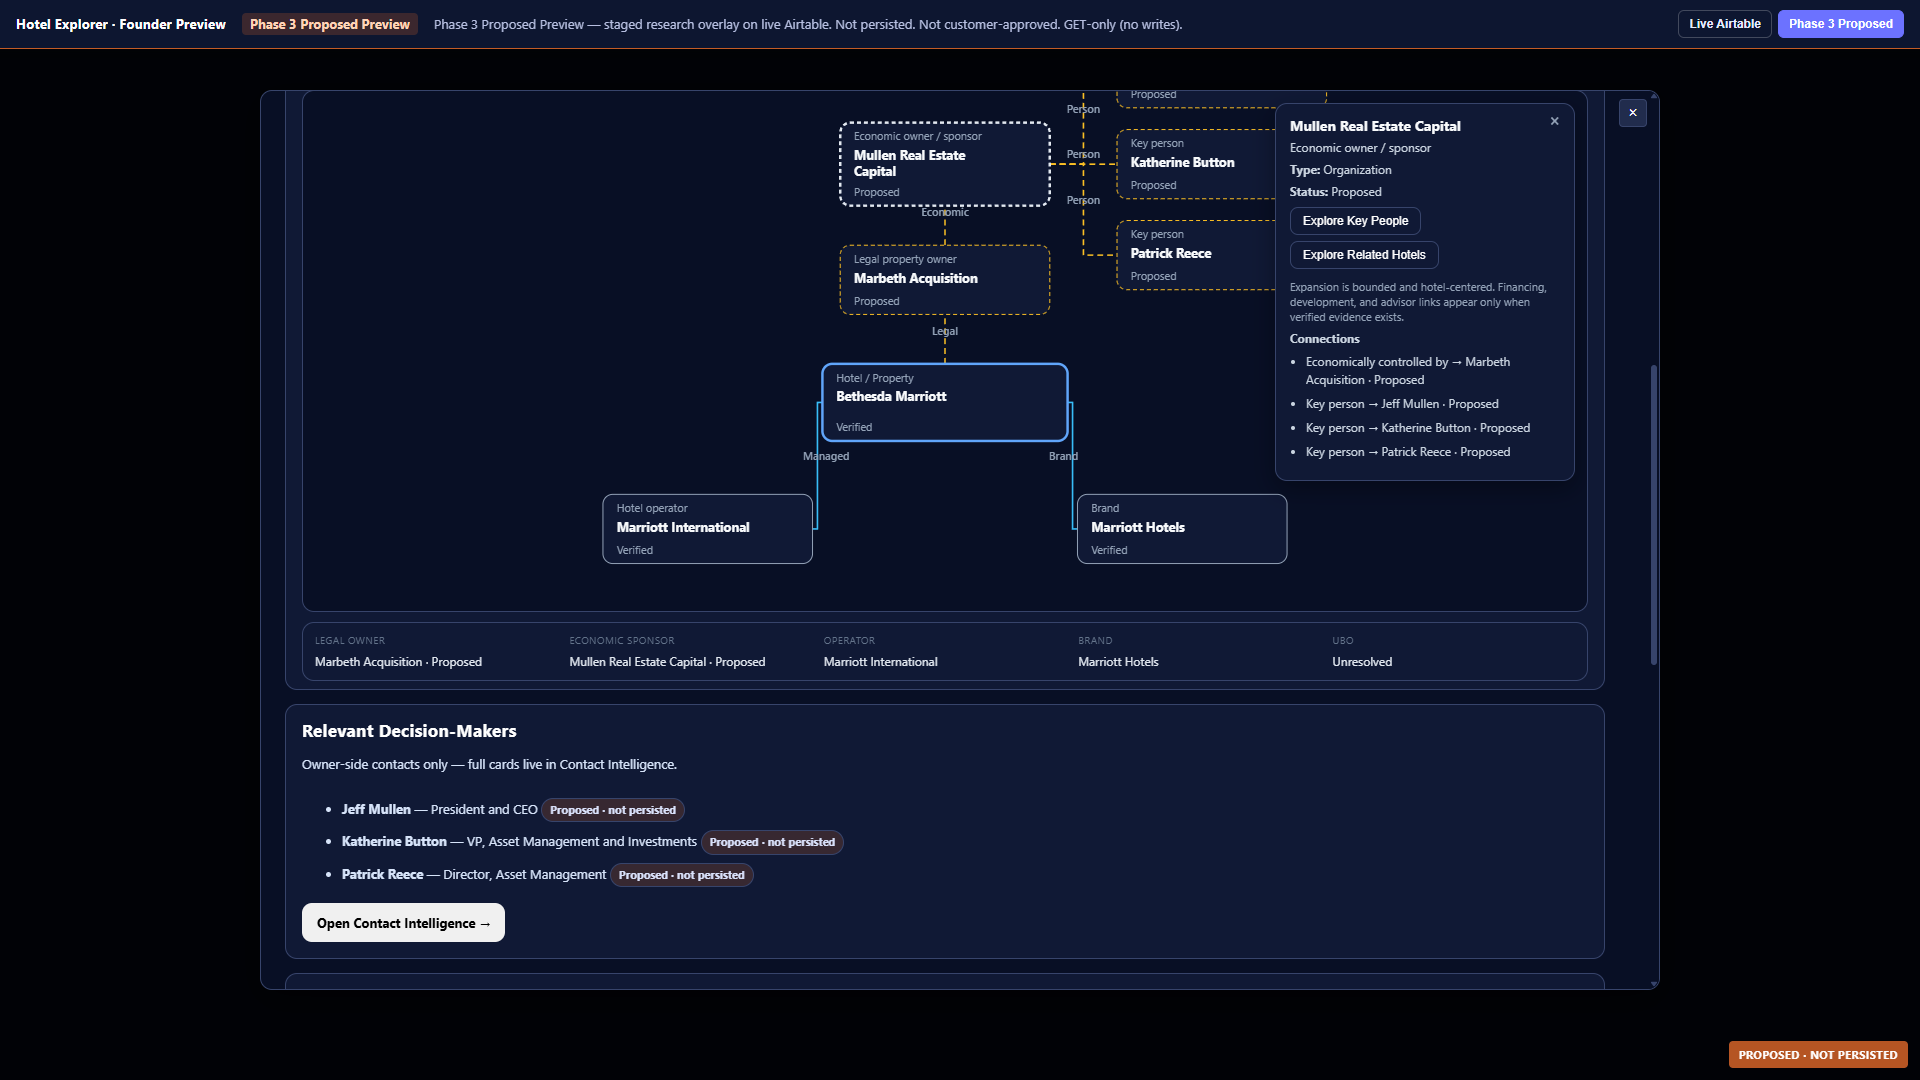 Hotel Explorer · Founder Preview
Phase 3 Proposed Preview
Phase 3 Proposed Preview — staged research overlay on live Airtable. Not persisted. Not customer-approved. GET-only (no writes).
Live Airtable
Phase 3 Proposed
×
Proposed
Person
Economic owner / sponsor
Mullen Real Estate
Capital
Proposed
Person
Key person
Katherine Button
Proposed
Person
Economic
Key person
Patrick Reece
Proposed
Legal property owner
Marbeth Acquisition
Proposed
Legal
Hotel / Property
Bethesda Marriott
Verified
Managed
Brand
Hotel operator
Marriott International
Verified
Brand
Marriott Hotels
Verified
Mullen Real Estate Capital
×
Economic owner / sponsor
Type: Organization
Status: Proposed
Explore Key People
Explore Related Hotels
Expansion is bounded and hotel-centered. Financing,
development, and advisor links appear only when
verified evidence exists.
Connections
• Economically controlled by → Marbeth
Acquisition · Proposed
• Key person → Jeff Mullen · Proposed
• Key person → Katherine Button · Proposed
• Key person → Patrick Reece · Proposed
LEGAL OWNER
Marbeth Acquisition · Proposed
ECONOMIC SPONSOR
Mullen Real Estate Capital · Proposed
OPERATOR
Marriott International
BRAND
Marriott Hotels
UBO
Unresolved
Relevant Decision-Makers
Owner-side contacts only — full cards live in Contact Intelligence.
• Jeff Mullen — President and CEO Proposed · not persisted
• Katherine Button — VP, Asset Management and Investments Proposed · not persisted
• Patrick Reece — Director, Asset Management Proposed · not persisted
Open Contact Intelligence →
PROPOSED · NOT PERSISTED